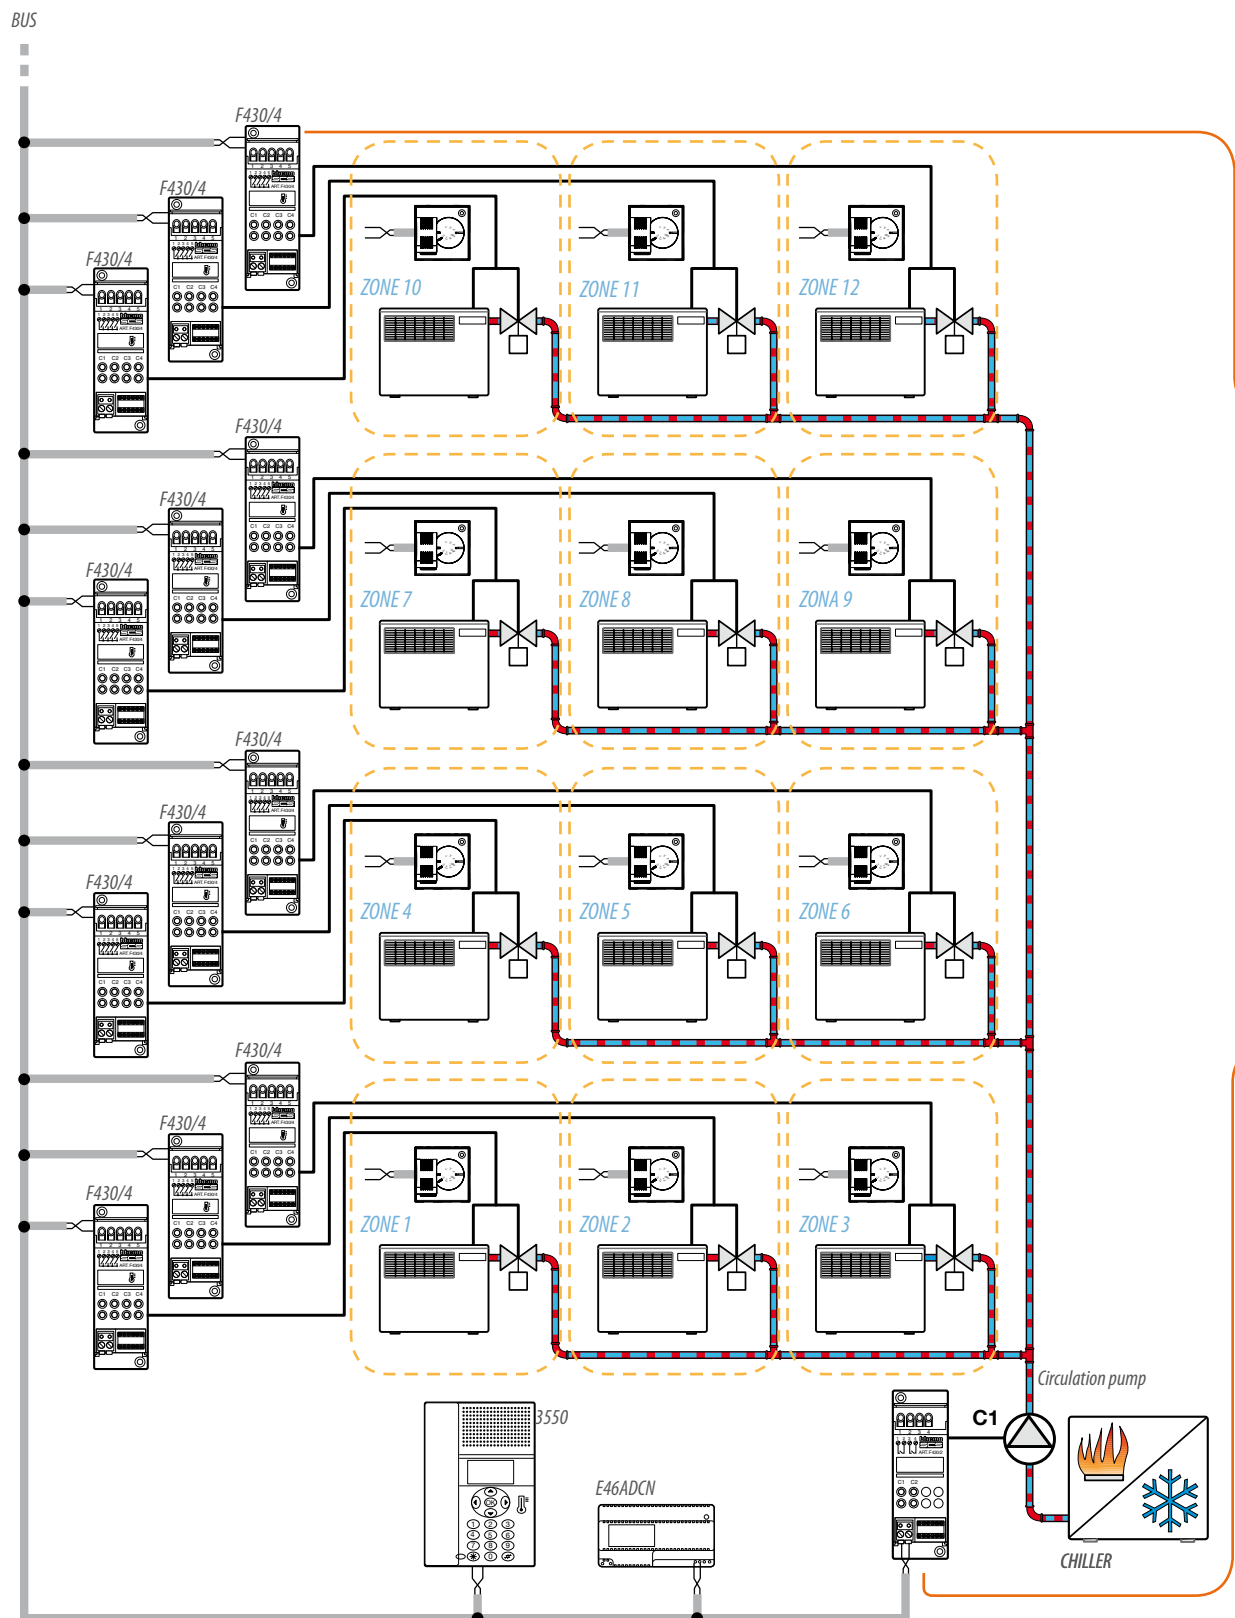 BUS
F430/4
F430/4
F430/4
ZONE 10
ZONE 11
ZONE 12
F430/4
F430/4
F430/4
ZONE 7
ZONE 8
ZONA 9
F430/4
F430/4
F430/4
ZONE 4
ZONE 5
ZONE 6
F430/4
F430/4
F430/4
ZONE 1
ZONE 2
ZONE 3
Circulation pump
3550
C1
E46ADCN
CHILLER